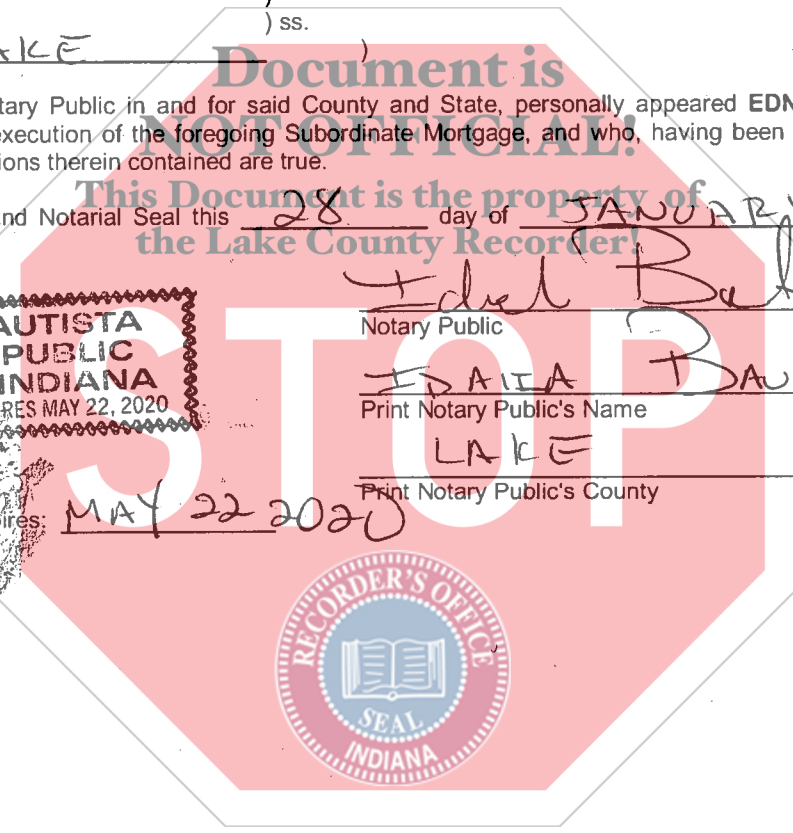 ) ss.
AKE )
Document is
tary Public in and for said County and State, personally appeared EDN
NOT OFFICIAL!
execution of the foregoing Subordinate Mortgage, and who, having been
ions therein contained are true.
This Document is the property of
nd Notarial Seal this 28 day of JANUARY
the Lake County Recorder!
Notary Public
AUTISTA
PUBLIC
INDIANA
RES MAY 22, 2020
IDALIA BAU
Print Notary Public's Name
LAKE
Print Notary Public's County
ires: MAY 22 2020
STOP
RECORDER'S OFFICE
SEAL
INDIANA